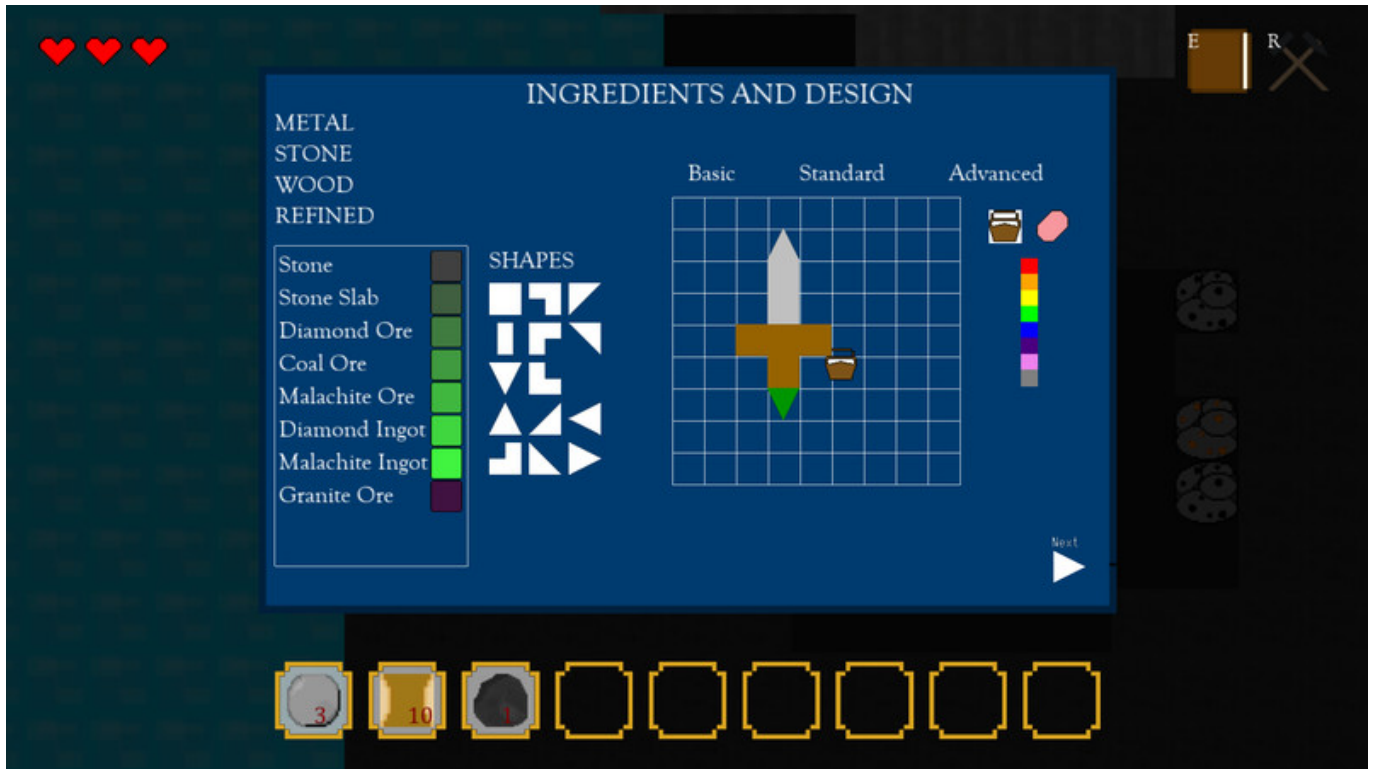 E R
INGREDIENTS AND DESIGN
METAL
STONE
WOOD
REFINED
Basic Standard Advanced
Stone
Stone Slab
Diamond Ore
Coal Ore
Malachite Ore
Diamond Ingot
Malachite Ingot
Granite Ore
SHAPES
Next
3 10 1